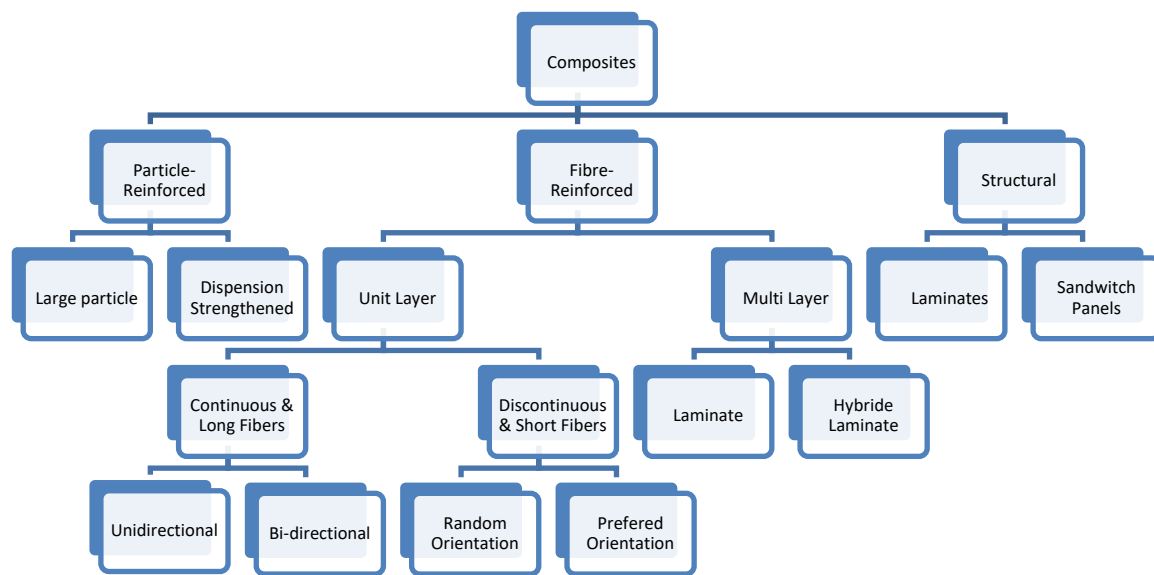 Composites
Particle-
Reinforced
Fibre-
Reinforced
Structural
Large particle
Dispension
Strengthened
Unit Layer
Multi Layer
Laminates
Sandwitch
Panels
Continuous &
Long Fibers
Discontinuous
& Short Fibers
Laminate
Hybride
Laminate
Unidirectional
Bi-directional
Random
Orientation
Prefered
Orientation